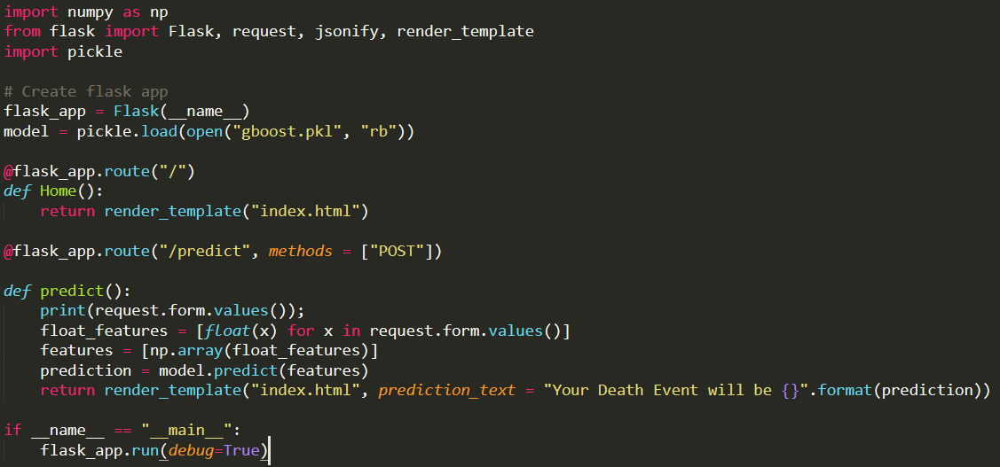 import numpy as np
from flask import Flask, request, jsonify, render_template
import pickle

# Create flask app
flask_app = Flask(__name__)
model = pickle.load(open("gboost.pkl", "rb"))

@flask_app.route("/")
def Home():
    return render_template("index.html")

@flask_app.route("/predict", methods = ["POST"])

def predict():
    print(request.form.values());
    float_features = [float(x) for x in request.form.values()]
    features = [np.array(float_features)]
    prediction = model.predict(features)
    return render_template("index.html", prediction_text = "Your Death Event will be {}".format(prediction))

if __name__ == "__main__":
    flask_app.run(debug=True)